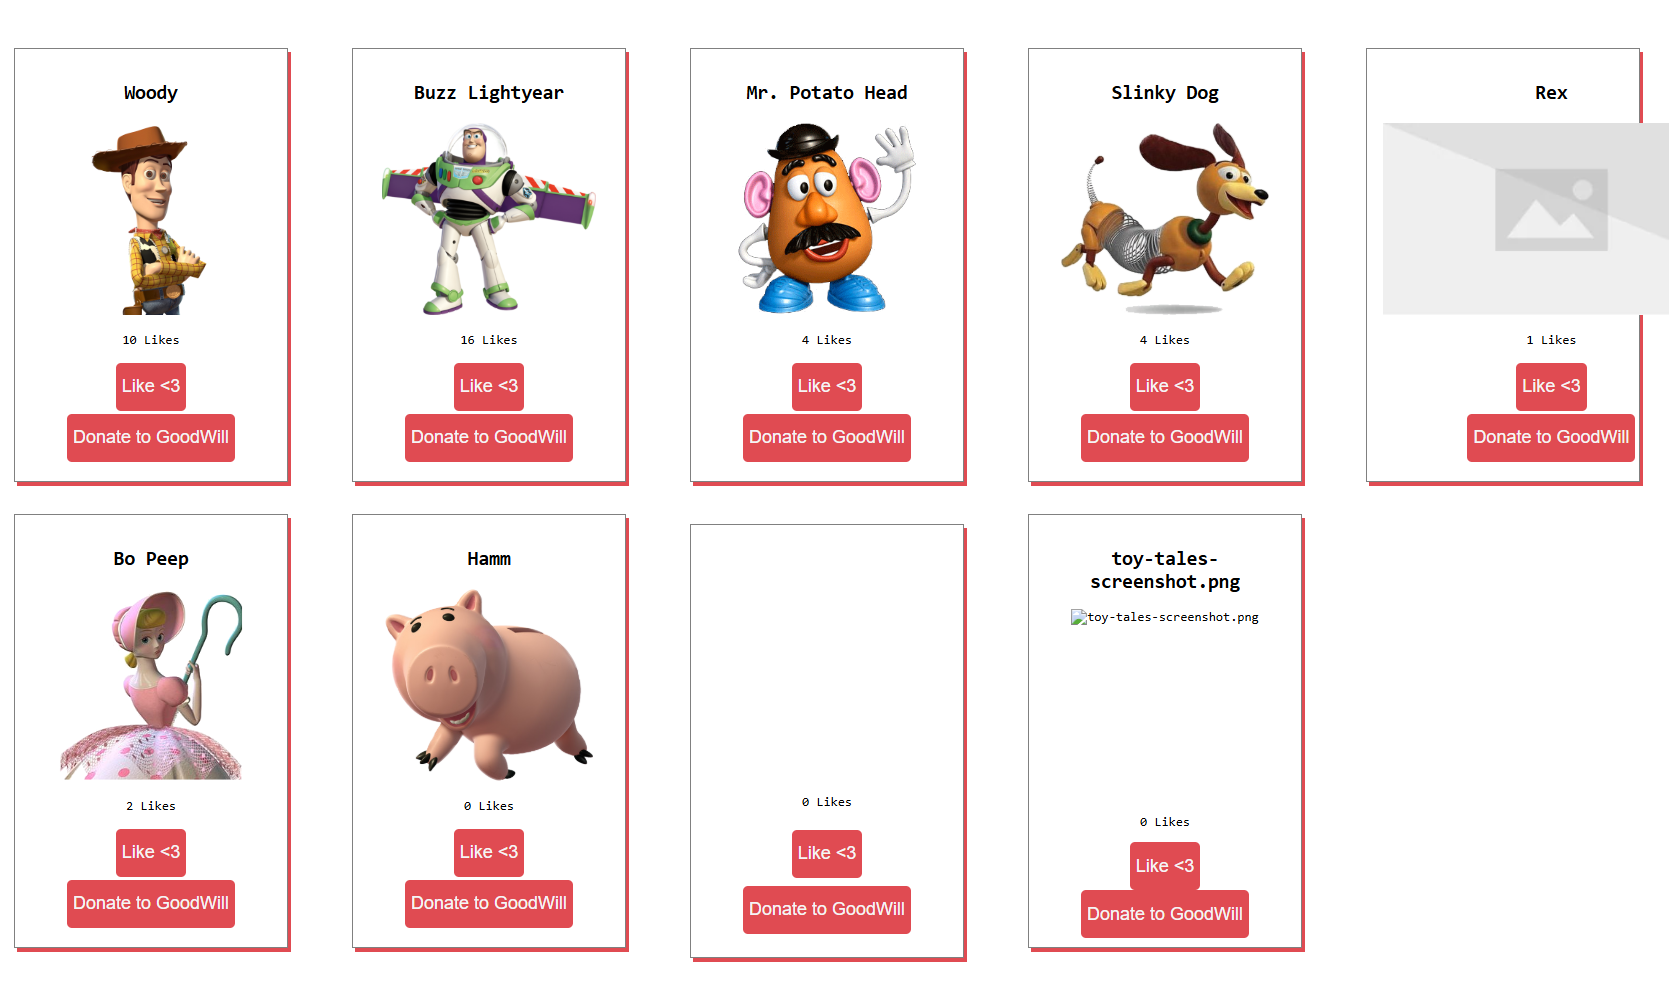 Woody
10 Likes
Like <3
Donate to GoodWill
Buzz Lightyear
16 Likes
Like <3
Donate to GoodWill
Mr. Potato Head
4 Likes
Like <3
Donate to GoodWill
Slinky Dog
4 Likes
Like <3
Donate to GoodWill
Rex
1 Likes
Like <3
Donate to GoodWill
Bo Peep
2 Likes
Like <3
Donate to GoodWill
Hamm
0 Likes
Like <3
Donate to GoodWill
0 Likes
Like <3
Donate to GoodWill
toy-tales-
screenshot.png
toy-tales-screenshot.png
0 Likes
Like <3
Donate to GoodWill